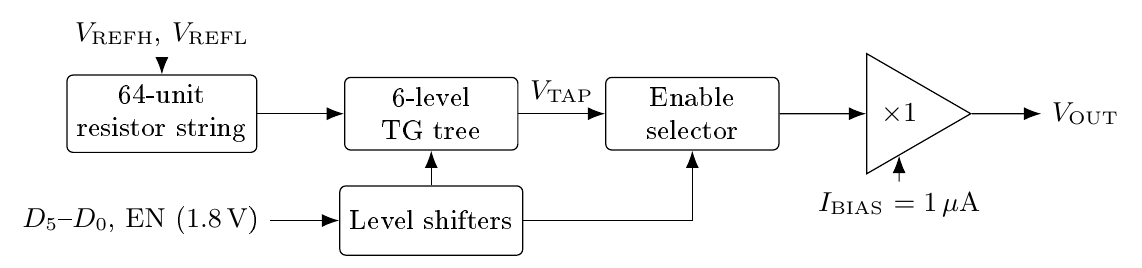 V_REFH, V_REFL
64-unit
resistor string
6-level
TG tree
V_TAP
Enable
selector
×1
V_OUT
D_5–D_0, EN (1.8 V)
Level shifters
I_BIAS = 1 μA